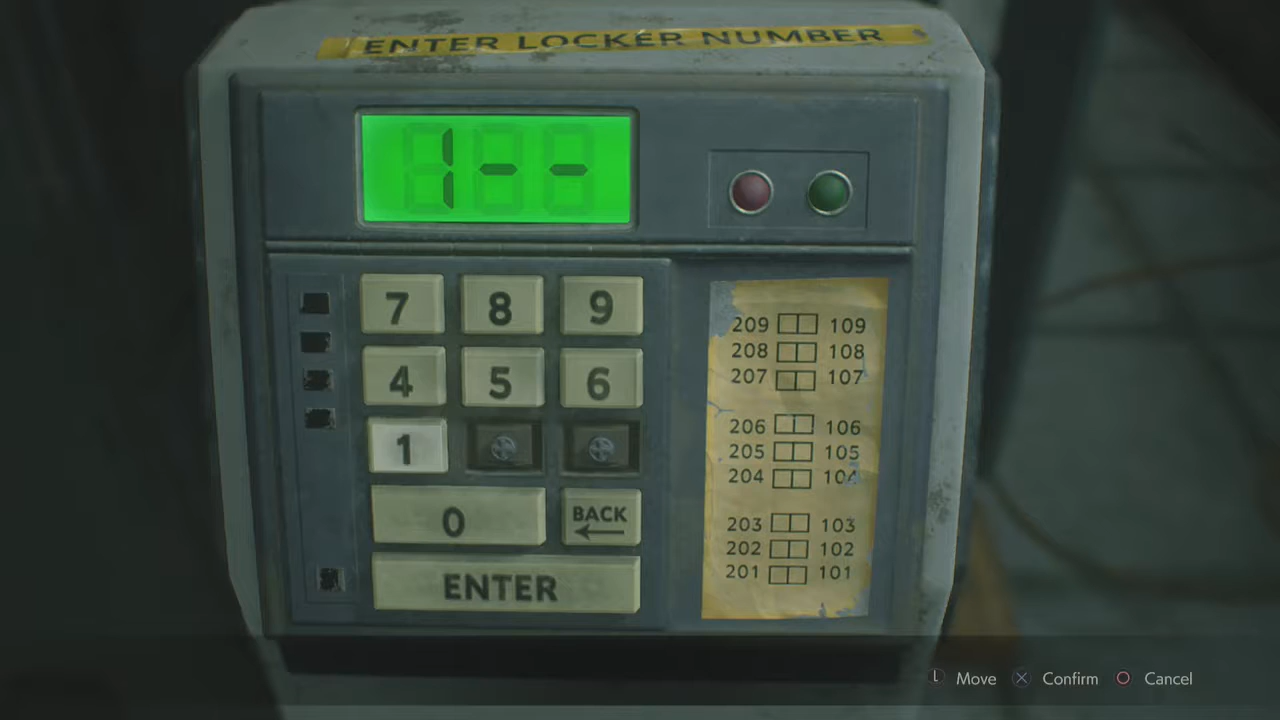 ENTER LOCKER NUMBER
1--
7 8 9
4 5 6
1
0 BACK
ENTER
209 109
208 108
207 107
206 106
205 105
204 104
203 103
202 102
201 101
L Move Confirm Cancel